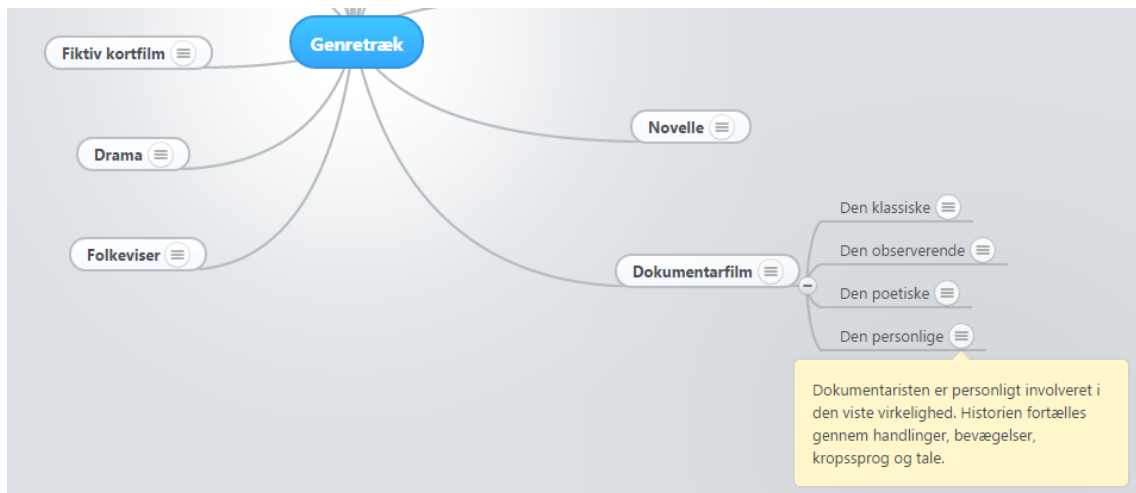 Genretræk
Fiktiv kortfilm
Drama
Folkeviser
Novelle
Dokumentarfilm
Den klassiske
Den observerende
Den poetiske
Den personlige
Dokumentaristen er personligt involveret i
den viste virkelighed. Historien fortælles
gennem handlinger, bevægelser,
kropssprog og tale.